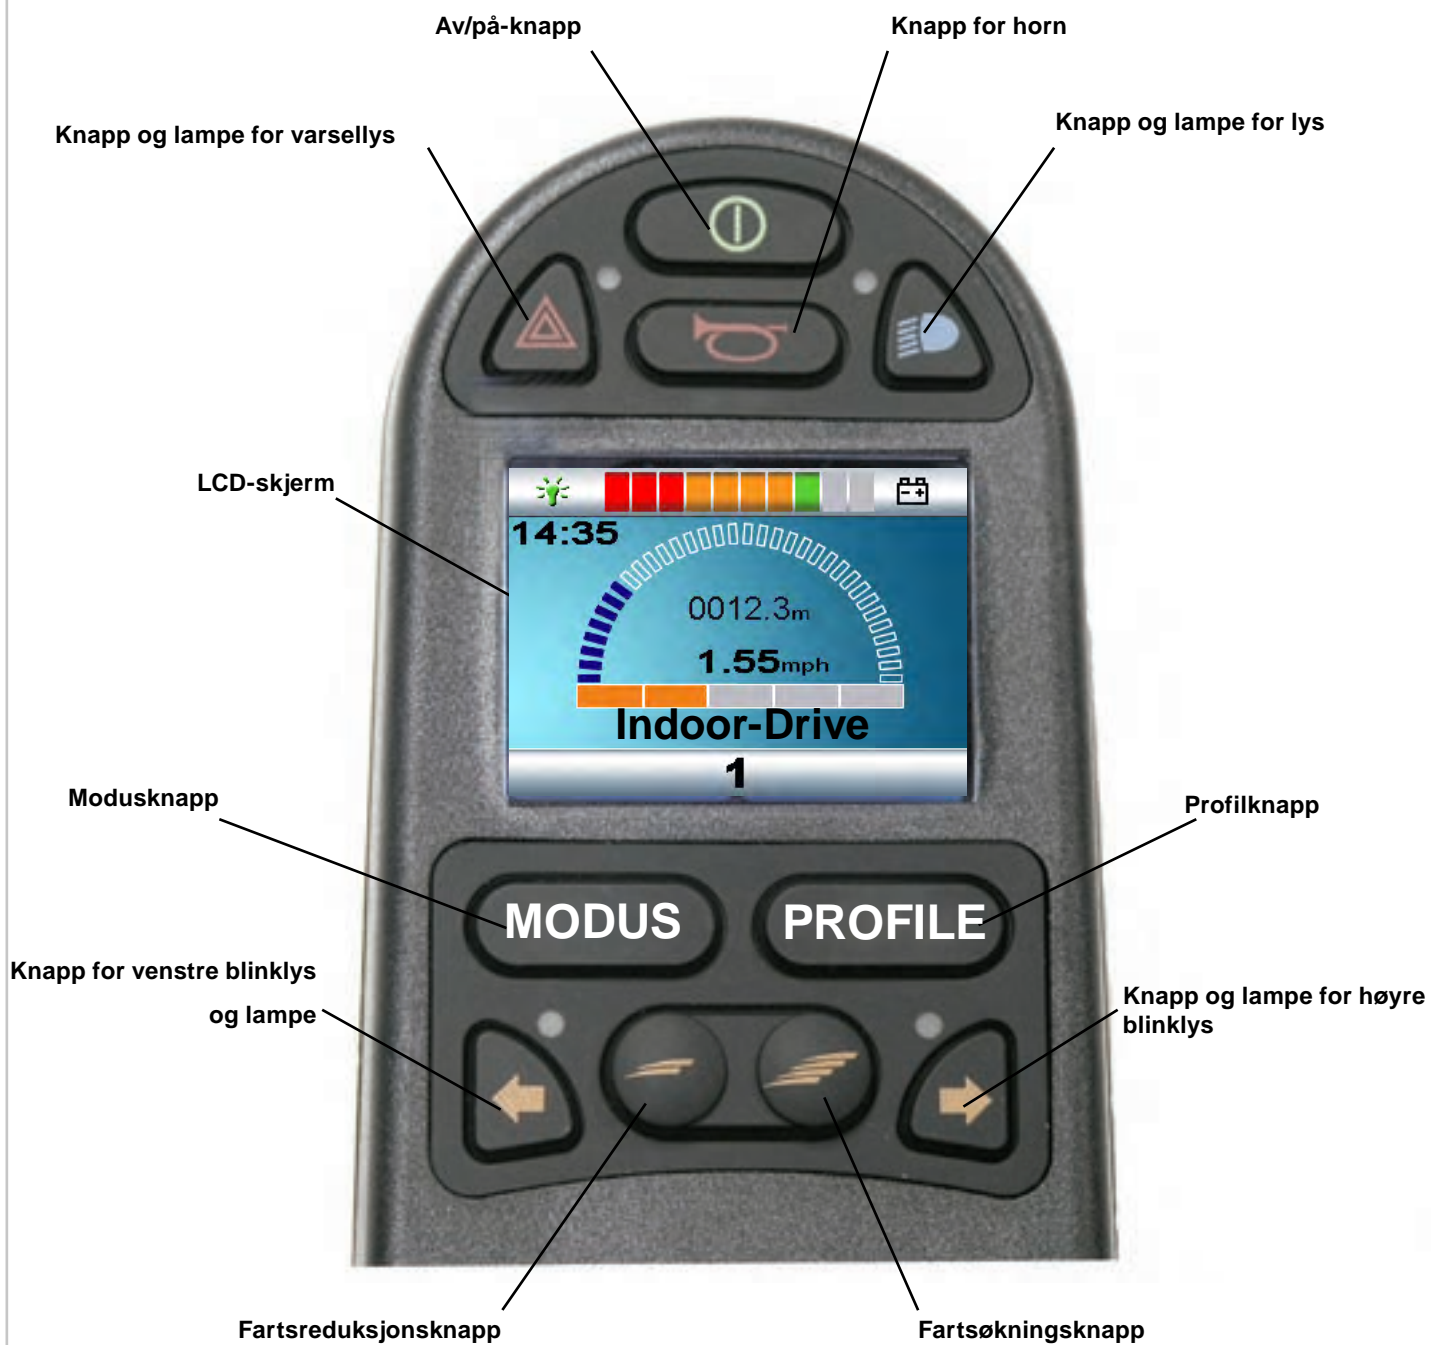 Av/på-knapp
Knapp for horn
Knapp og lampe for varsellys
Knapp og lampe for lys
LCD-skjerm
14:35
0012.3m
1.55mph
Indoor-Drive
1
Modusknapp
Profilknapp
MODUS
PROFILE
Knapp for venstre blinklys
og lampe
Knapp og lampe for høyre
blinklys
Fartsreduksjonsknapp
Fartsøkningsknapp